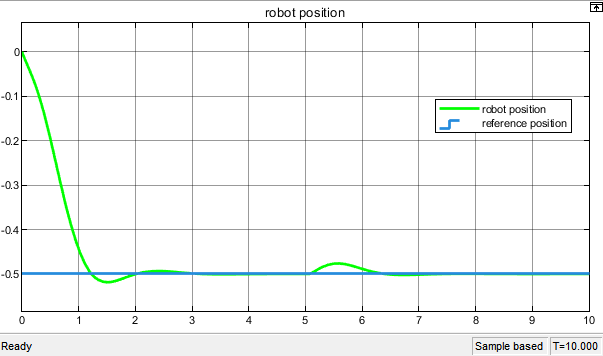 robot position
0
-0.1
robot position
reference position
-0.2
-0.3
-0.4
-0.5
0 1 2 3 4 5 6 7 8 9 10
Ready Sample based T=10.000